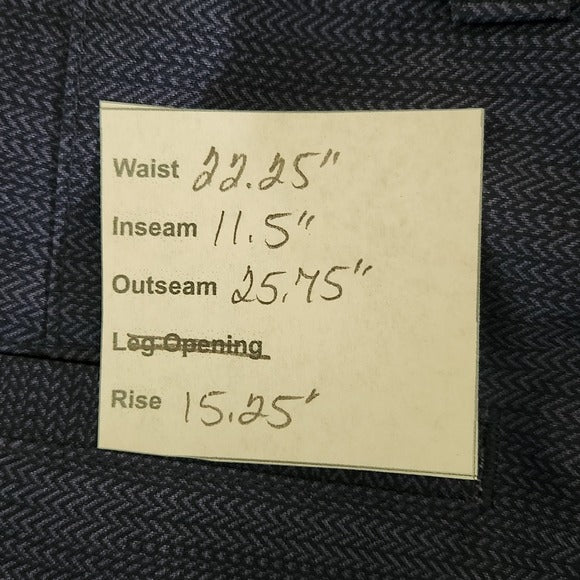 Waist 22.25"
Inseam 11.5"
Outseam 25.75"
Leg Opening
Rise 15.25'